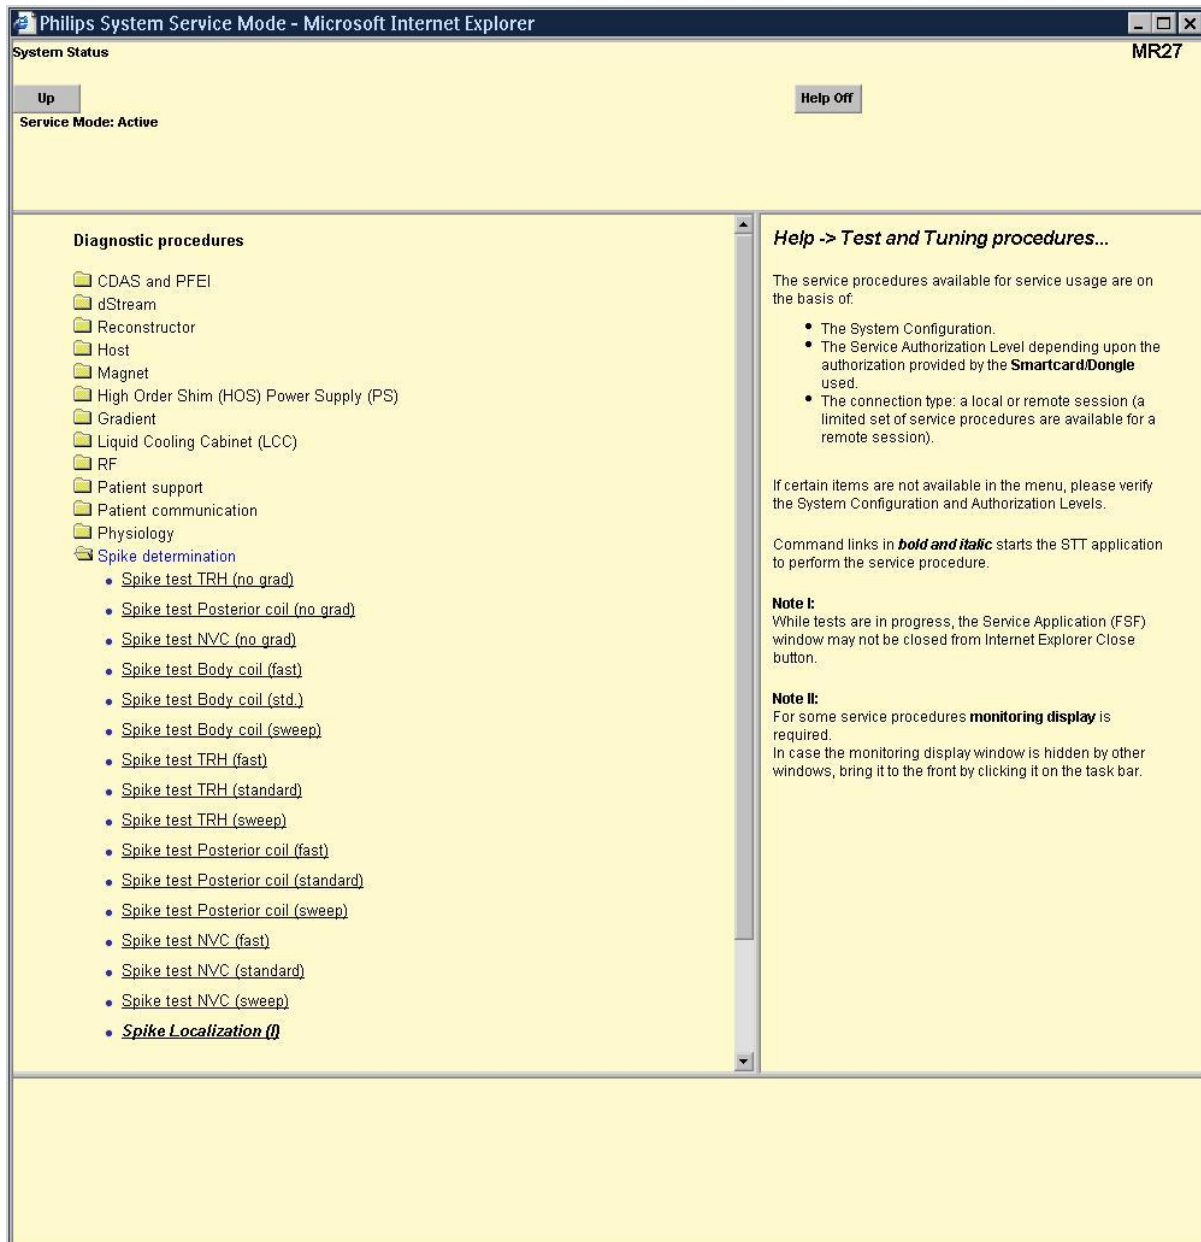 Philips System Service Mode - Microsoft Internet Explorer
System Status
MR27
Up
Help Off
Service Mode: Active
Diagnostic procedures
CDAS and PFEI
dStream
Reconstructor
Host
Magnet
High Order Shim (HOS) Power Supply (PS)
Gradient
Liquid Cooling Cabinet (LCC)
RF
Patient support
Patient communication
Physiology
Spike determination
Spike test TRH (no grad)
Spike test Posterior coil (no grad)
Spike test NVC (no grad)
Spike test Body coil (fast)
Spike test Body coil (std.)
Spike test Body coil (sweep)
Spike test TRH (fast)
Spike test TRH (standard)
Spike test TRH (sweep)
Spike test Posterior coil (fast)
Spike test Posterior coil (standard)
Spike test Posterior coil (sweep)
Spike test NVC (fast)
Spike test NVC (standard)
Spike test NVC (sweep)
Spike Localization (I)
Help -> Test and Tuning procedures...
The service procedures available for service usage are on
the basis of:
The System Configuration.
The Service Authorization Level depending upon the
authorization provided by the Smartcard/Dongle
used.
The connection type: a local or remote session (a
limited set of service procedures are available for a
remote session).
If certain items are not available in the menu, please verify
the System Configuration and Authorization Levels.
Command links in bold and italic starts the STT application
to perform the service procedure.
Note I:
While tests are in progress, the Service Application (FSF)
window may not be closed from Internet Explorer Close
button.
Note II:
For some service procedures monitoring display is
required.
In case the monitoring display window is hidden by other
windows, bring it to the front by clicking it on the task bar.